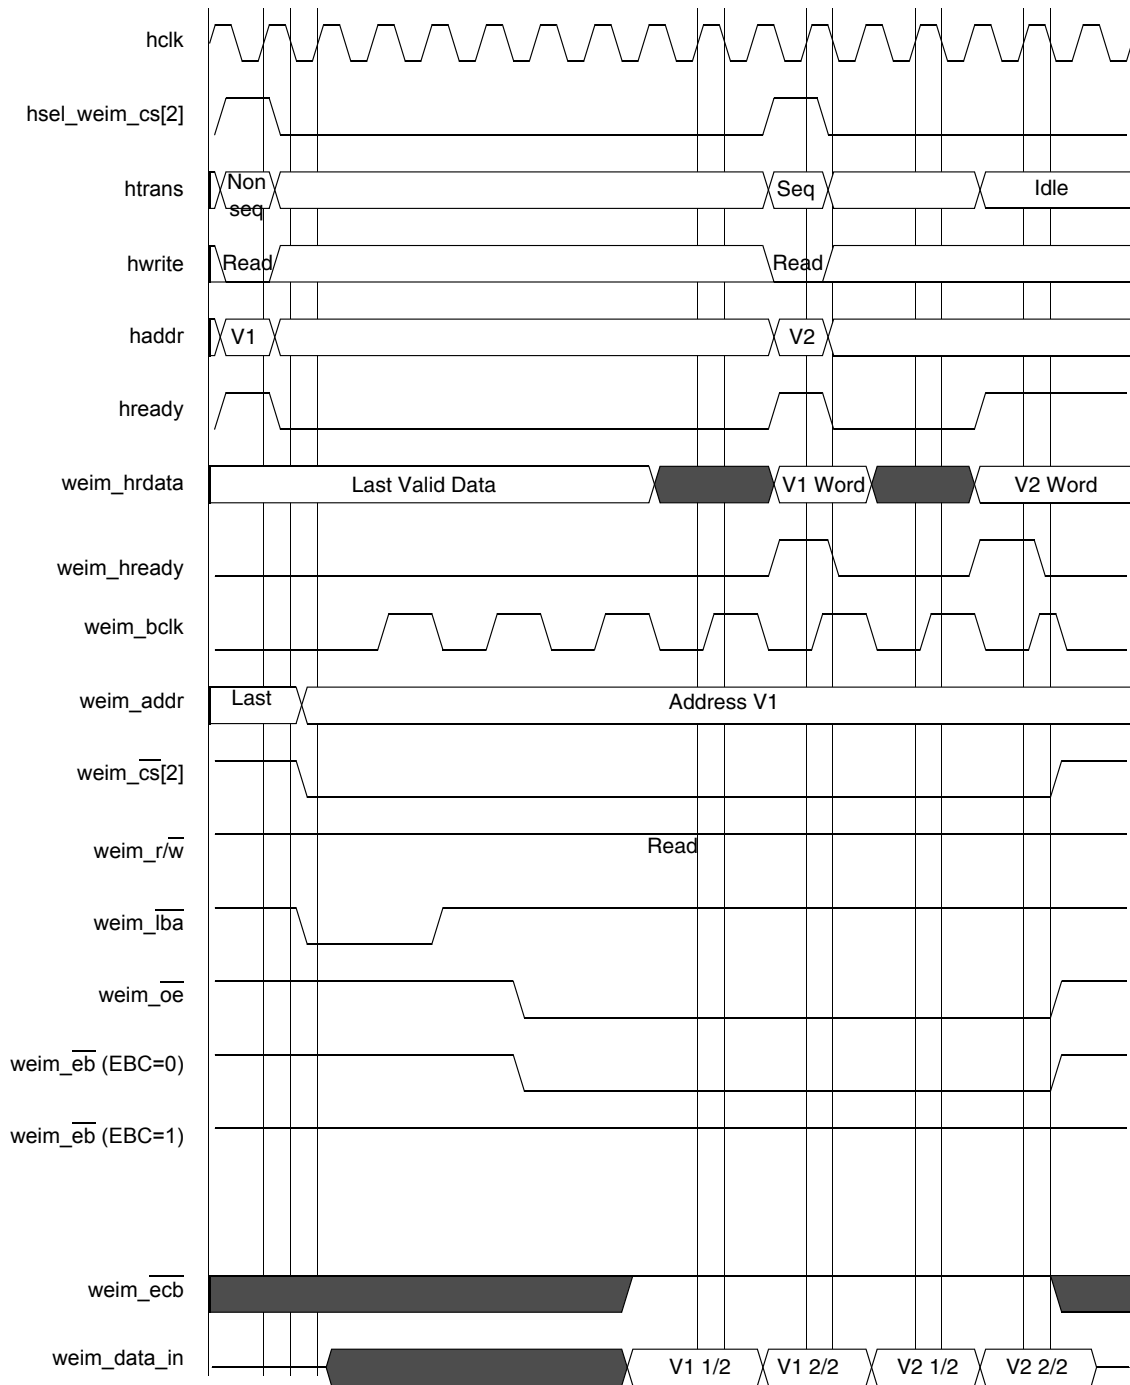 hclk
hsel_weim_cs[2]
htrans Non seq Seq Idle
hwrite Read Read
haddr V1 V2
hready
weim_hrdata Last Valid Data V1 Word V2 Word
weim_hready
weim_bclk
weim_addr Last Address V1
weim_cs[2]
weim_r/w Read
weim_lba
weim_oe
weim_eb (EBC=0)
weim_eb (EBC=1)
weim_ecb
weim_data_in V1 1/2 V1 2/2 V2 1/2 V2 2/2